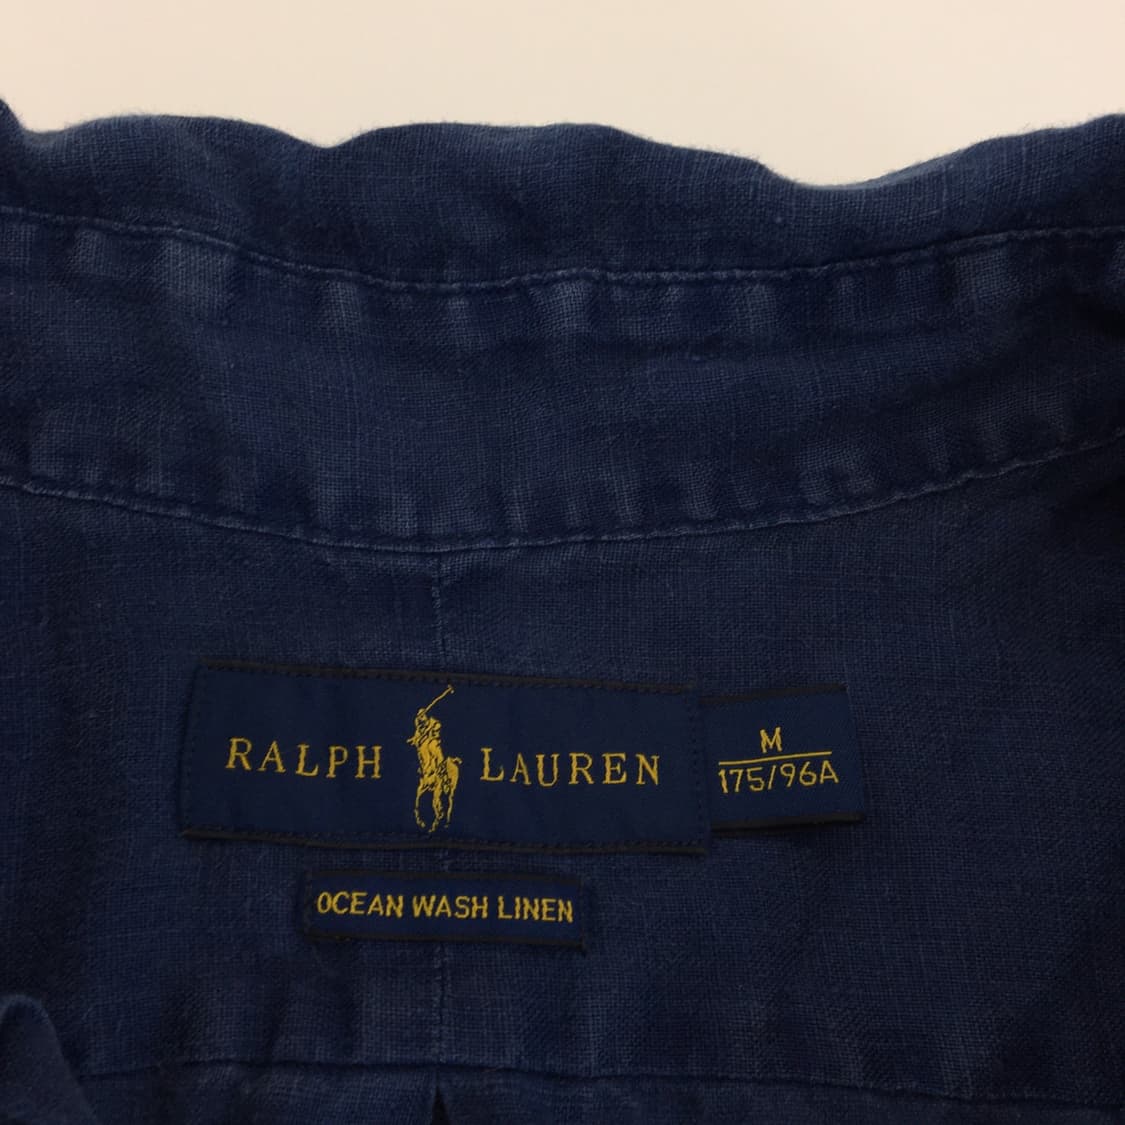 RALPH LAUREN
M
175/96A
OCEAN WASH LINEN